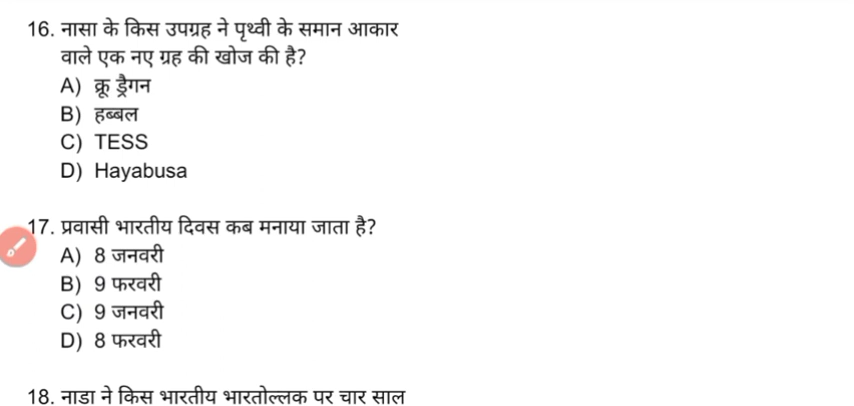 16. नासा के किस उपग्रह ने पृथ्वी के समान आकार
वाले एक नए ग्रह की खोज की है?
A) क्रू ड्रैगन
B) हब्बल
C) TESS
D) Hayabusa
17. प्रवासी भारतीय दिवस कब मनाया जाता है?
A) 8 जनवरी
B) 9 फरवरी
C) 9 जनवरी
D) 8 फरवरी
18. नाडा ने किस भारतीय भारतोल्लक पर चार साल